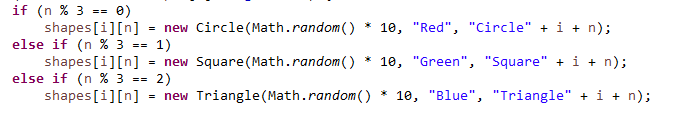 if (n % 3 == 0)
shapes[i][n] = new Circle(Math.random() * 10, "Red", "Circle" + i + n);
else if (n % 3 == 1)
shapes[i][n] = new Square(Math.random() * 10, "Green", "Square" + i + n);
else if (n % 3 == 2)
shapes[i][n] = new Triangle(Math.random() * 10, "Blue", "Triangle" + i + n);